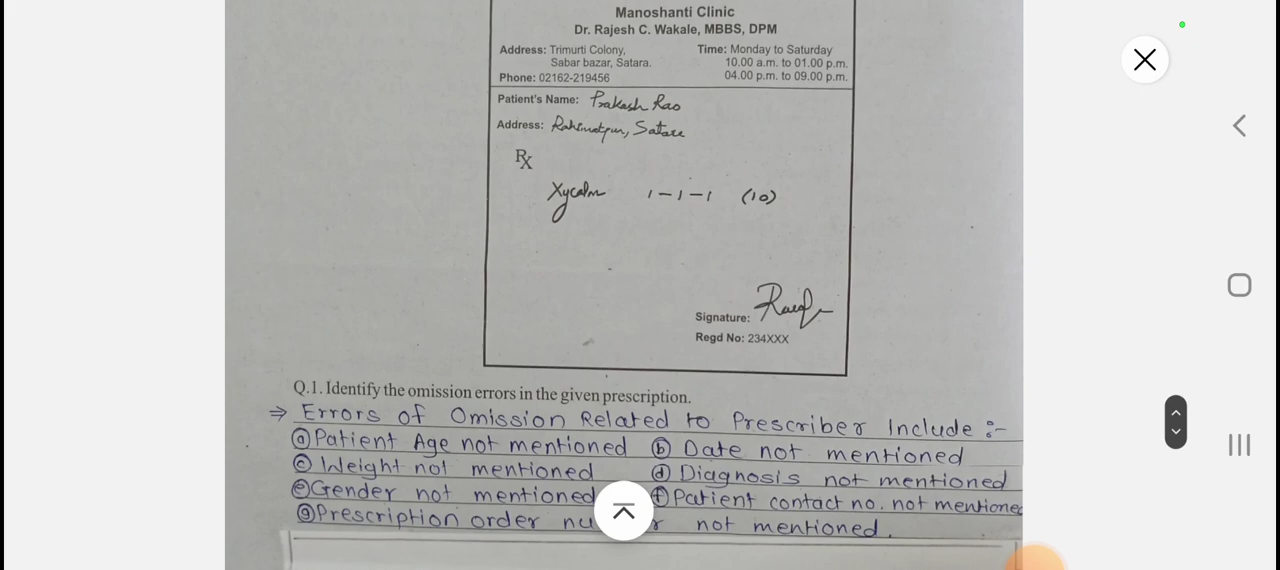 Manoshanti Clinic
Dr. Rajesh C. Wakale, MBBS, DPM
Address: Trimurti Colony,
Sabar bazar, Satara.
Phone: 02162-219456
Time: Monday to Saturday
10.00 a.m. to 01.00 p.m.
04.00 p.m. to 09.00 p.m.
Patient's Name: Prakash Rao
Address: Rahimatpur, Satara
Rx
Xycalm 1-1-1 (10)
Signature:
Regd No: 234XXX
Q.1. Identify the omission errors in the given prescription.
⇒ Errors of Omission Related to Prescriber Include :-
ⓐ Patient Age not mentioned ⓑ Date not mentioned
ⓒ Weight not mentioned ⓓ Diagnosis not mentioned
ⓔ Gender not mentioned ⓕ Patient contact no. not mentione
ⓖ Prescription order nu r not mentioned.